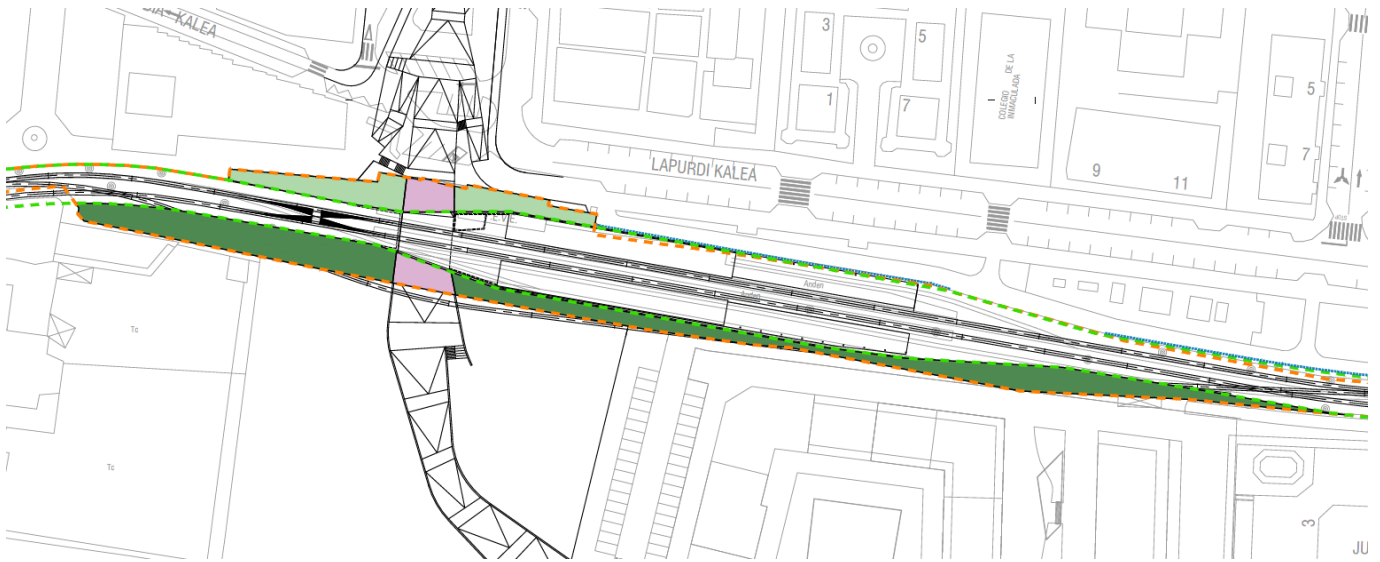 KALEA
3
5
COLEGIO DE LA
INMACULADA
1
7
5
7
LAPURDI KALEA
9
11
E.V.E.
Anden
Anden
Tc
Tc
3
JU